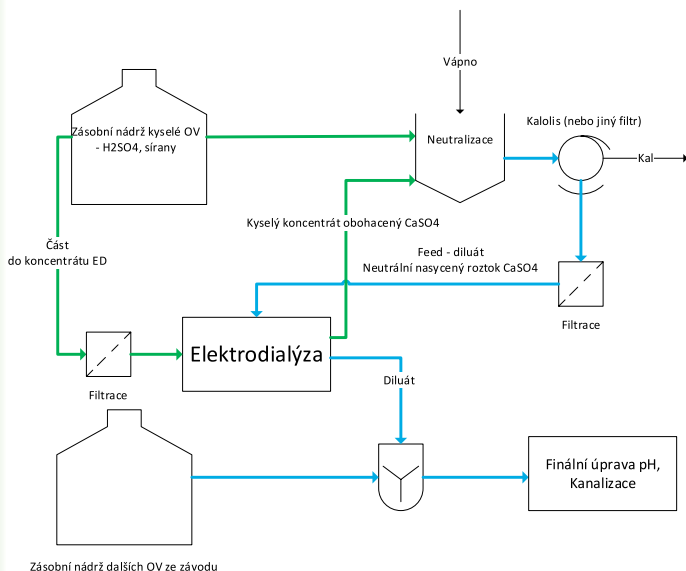 Vápno
Kalolis (nebo jiný filtr)
Zásobní nádrž kyselé OV
- H2SO4, sírany
Neutralizace
Kal
Kyselý koncentrát obohacený CaSO4
Část
do koncentrátu ED
Feed - diluát
Neutrální nasycený roztok CaSO4
Filtrace
Elektrodialýza
Filtrace
Diluát
Finální úprava pH,
Kanalizace
Zásobní nádrž dalších OV ze závodu